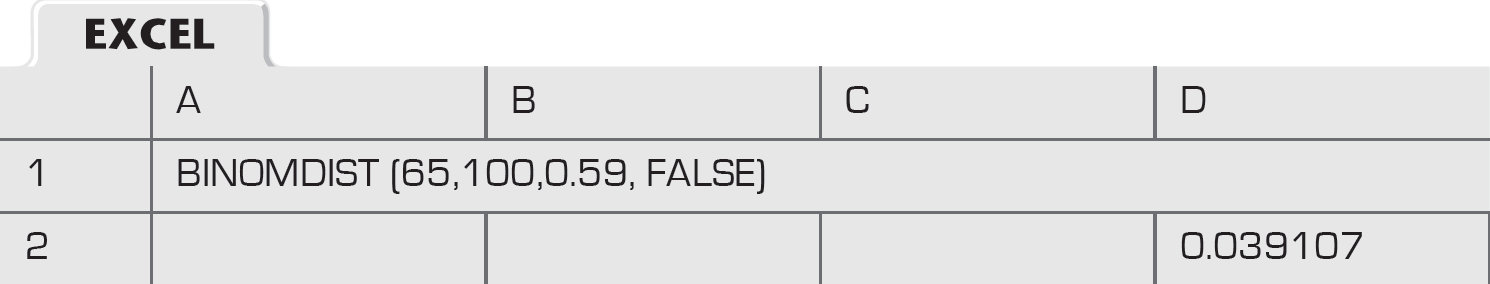 EXCEL
A B C D
1 BINOMDIST (65,100,0.59, FALSE)
2 0.039107